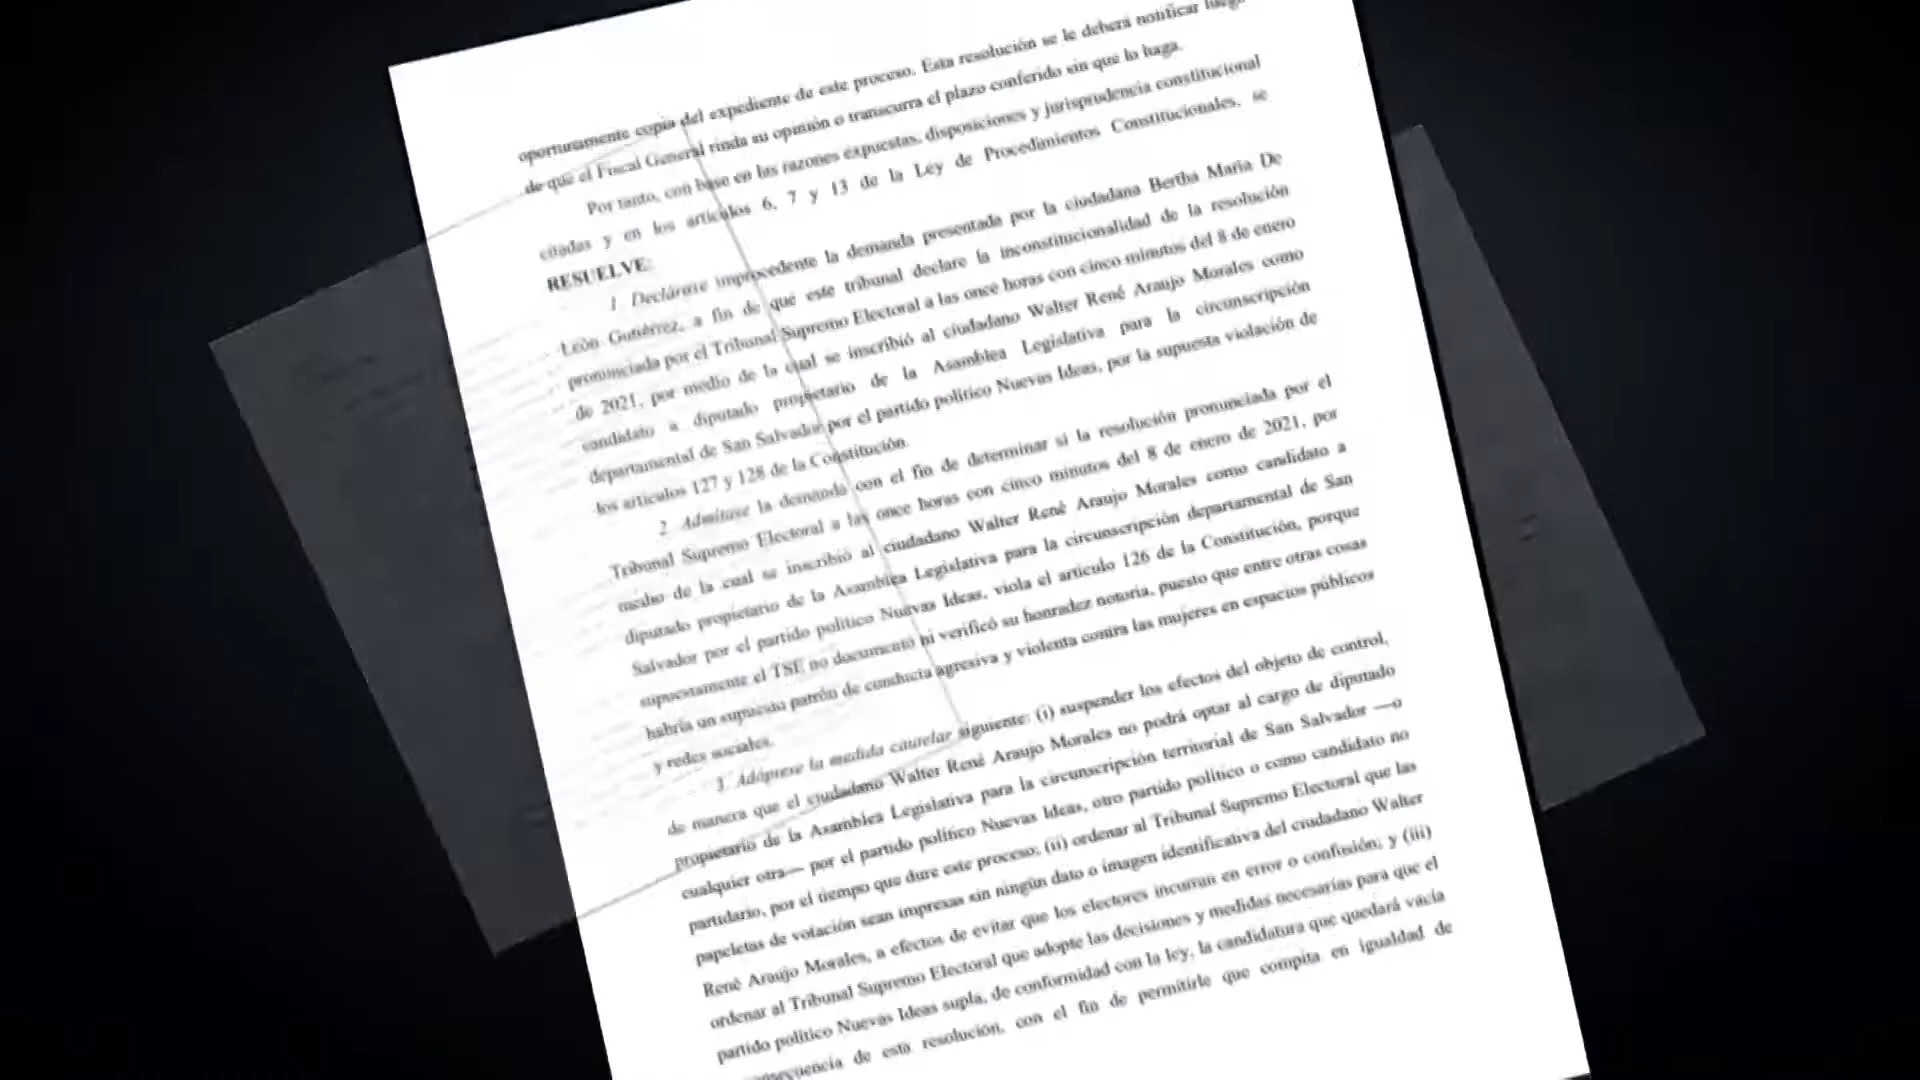 oportunamente copia del expediente de este proceso. Esta resolución se le deberá notificar luego
de que el Fiscal General rinda su opinión o transcurra el plazo conferido sin que lo haga.
Por tanto, con base en las razones expuestas, disposiciones y jurisprudencia constitucional
citadas y en los artículos 6, 7 y 13 de la Ley de Procedimientos Constitucionales, se
RESUELVE:
1. Declárase improcedente la demanda presentada por la ciudadana Bertha María De
León Gutiérrez, a fin de que este tribunal declare la inconstitucionalidad de la resolución
pronunciada por el Tribunal Supremo Electoral a las once horas con cinco minutos del 8 de enero
de 2021, por medio de la cual se inscribió al ciudadano Walter René Araujo Morales como
candidato a diputado propietario de la Asamblea Legislativa para la circunscripción
departamental de San Salvador por el partido político Nuevas Ideas, por la supuesta violación de
los artículos 127 y 128 de la Constitución.
2. Admítase la demanda con el fin de determinar si la resolución pronunciada por el
Tribunal Supremo Electoral a las once horas con cinco minutos del 8 de enero de 2021, por
medio de la cual se inscribió al ciudadano Walter René Araujo Morales como candidato a
diputado propietario de la Asamblea Legislativa para la circunscripción departamental de San
Salvador por el partido político Nuevas Ideas, viola el artículo 126 de la Constitución, porque
supuestamente el TSE no documentó ni verificó su honradez notoria, puesto que entre otras cosas
habría un supuesto patrón de conducta agresiva y violenta contra las mujeres en espacios públicos
y redes sociales.
3. Adóptese la medida cautelar siguiente: (i) suspender los efectos del objeto de control,
de manera que el ciudadano Walter René Araujo Morales no podrá optar al cargo de diputado
propietario de la Asamblea Legislativa para la circunscripción territorial de San Salvador —o
cualquier otra— por el partido político Nuevas Ideas, otro partido político o como candidato no
partidario, por el tiempo que dure este proceso; (ii) ordenar al Tribunal Supremo Electoral que las
papeletas de votación sean impresas sin ningún dato o imagen identificativa del ciudadano Walter
René Araujo Morales, a efectos de evitar que los electores incurran en error o confusión; y (iii)
ordenar al Tribunal Supremo Electoral que adopte las decisiones y medidas necesarias para que el
partido político Nuevas Ideas supla, de conformidad con la ley, la candidatura que quedará vacía
consecuencia de esta resolución, con el fin de permitirle que compita en igualdad de